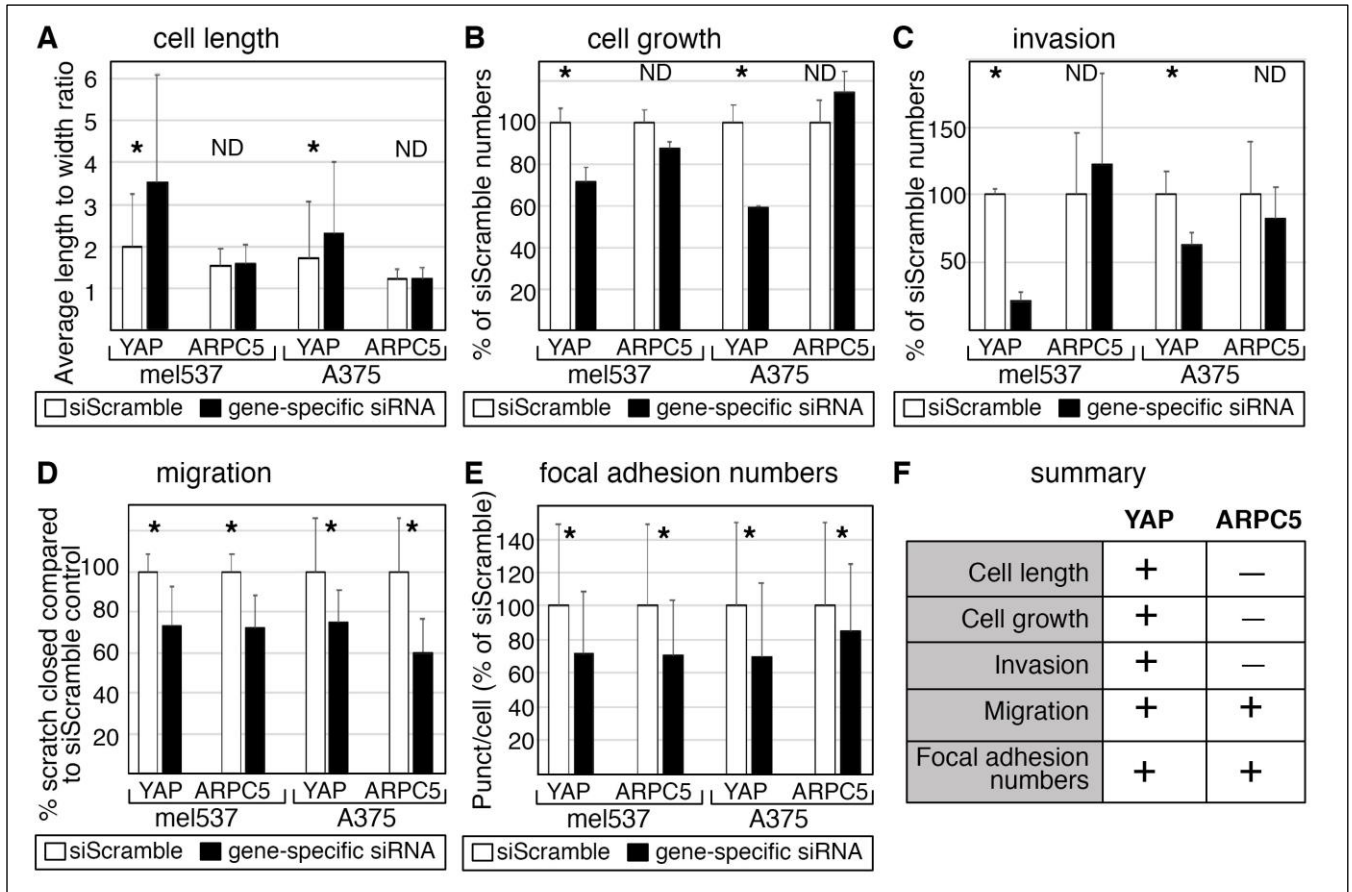 A cell length
Average length to width ratio
6
5
4
3
2
1
* ND * ND
YAP ARPC5 YAP ARPC5
mel537 A375
siScramble gene-specific siRNA
B cell growth
% of siScramble numbers
100
80
60
40
20
* ND * ND
YAP ARPC5 YAP ARPC5
mel537 A375
siScramble gene-specific siRNA
C invasion
% of siScramble numbers
150
100
50
* ND * ND
YAP ARPC5 YAP ARPC5
mel537 A375
siScramble gene-specific siRNA
D migration
% scratch closed compared
to siScramble control
100
80
60
40
20
* * * *
YAP ARPC5 YAP ARPC5
mel537 A375
siScramble gene-specific siRNA
E focal adhesion numbers
Punct/cell (% of siScramble)
140
120
100
80
60
40
20
* * * *
YAP ARPC5 YAP ARPC5
mel537 A375
siScramble gene-specific siRNA
F summary
YAP ARPC5
Cell length + –
Cell growth + –
Invasion + –
Migration + +
Focal adhesion
numbers + +